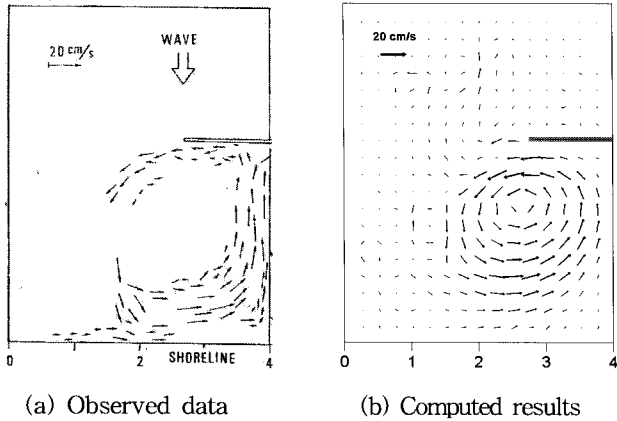 20 cm/s
WAVE
0 2 SHORELINE 4
(a) Observed data
20 cm/s
0 1 2 3 4
(b) Computed results